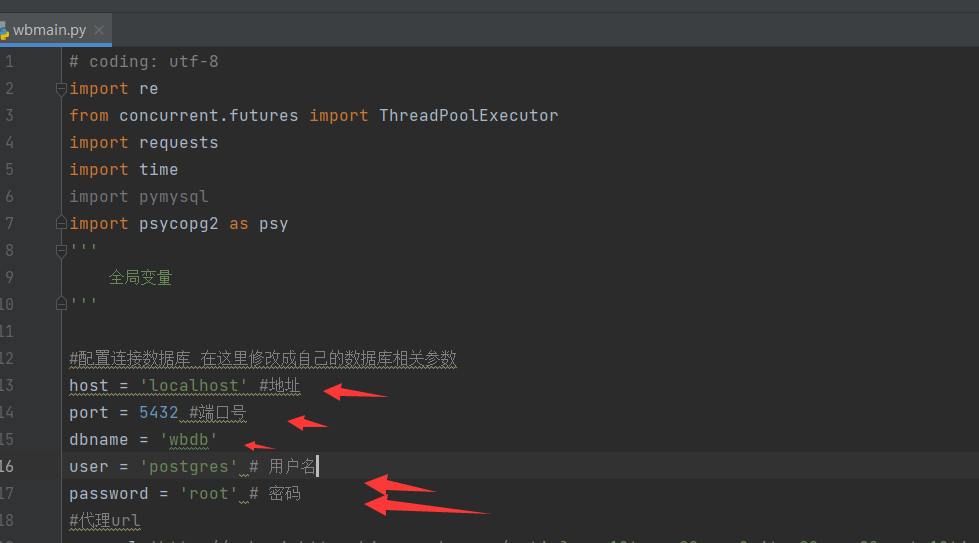 wbmain.py
1 # coding: utf-8
2 import re
3 from concurrent.futures import ThreadPoolExecutor
4 import requests
5 import time
6 import pymysql
7 import psycopg2 as psy
8 '''
9 全局变量
10 '''
11
12 #配置连接数据库 在这里修改成自己的数据库相关参数
13 host = 'localhost' #地址
14 port = 5432 #端口号
15 dbname = 'wbdb'
16 user = 'postgres' # 用户名
17 password = 'root' # 密码
18 #代理url